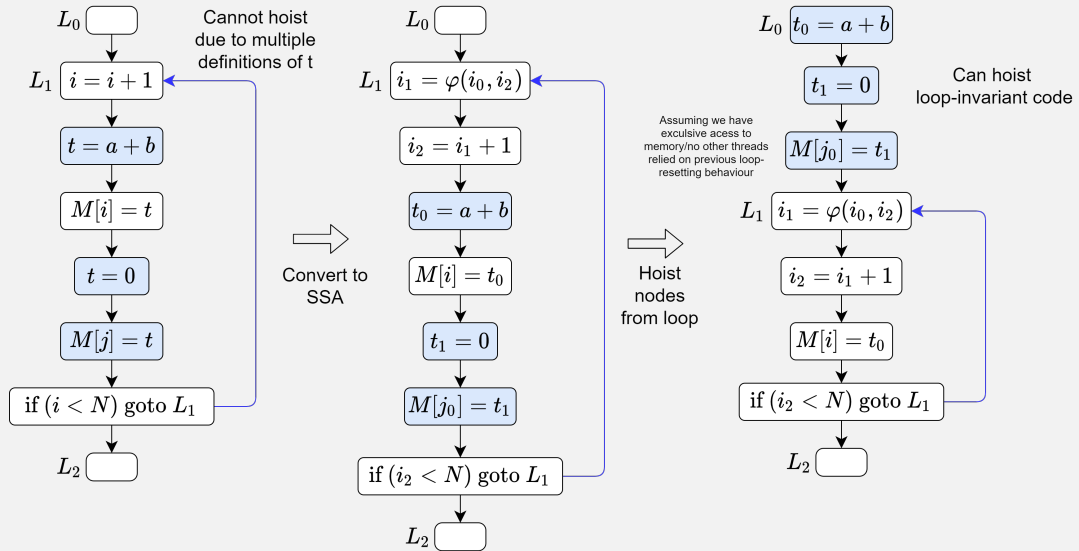 L₀
Cannot hoist
due to multiple
definitions of t
L₁ i = i + 1
t = a + b
M[i] = t
t = 0
M[j] = t
if (i < N) goto L₁
L₂
Convert to
SSA
L₀
L₁ i₁ = φ(i₀, i₂)
i₂ = i₁ + 1
t₀ = a + b
M[i] = t₀
t₁ = 0
M[j₀] = t₁
if (i₂ < N) goto L₁
L₂
Hoist
nodes
from loop
Assuming we have
exculsive acess to
memory/no other threads
relied on previous loop-
resetting behaviour
L₀ t₀ = a + b
t₁ = 0
M[j₀] = t₁
L₁ i₁ = φ(i₀, i₂)
i₂ = i₁ + 1
M[i] = t₀
if (i₂ < N) goto L₁
L₂
Can hoist
loop-invariant code